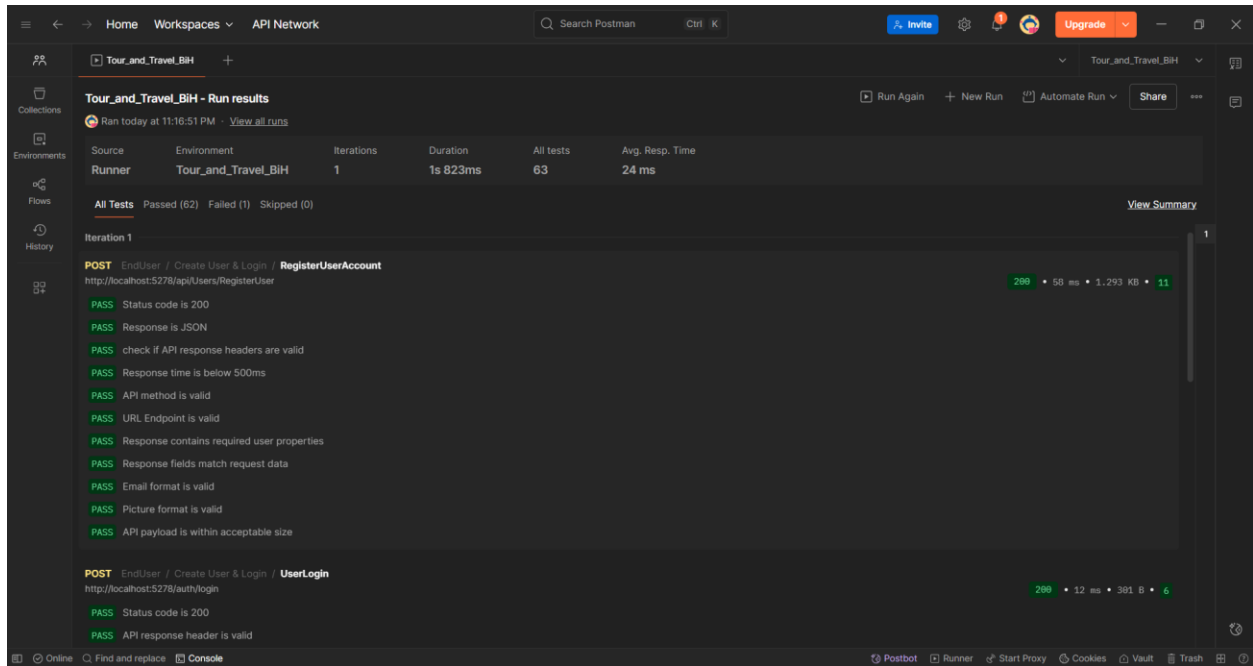 Home Workspaces API Network Search Postman Ctrl K Invite 1 Upgrade
Tour_and_Travel_BiH Tour_and_Travel_BiH
Collections
Environments
Flows
History
Tour_and_Travel_BiH - Run results Run Again New Run Automate Run Share
Ran today at 11:16:51 PM · View all runs
Source Environment Iterations Duration All tests Avg. Resp. Time
Runner Tour_and_Travel_BiH 1 1s 823ms 63 24 ms
All Tests Passed (62) Failed (1) Skipped (0) View Summary
Iteration 1 1
POST EndUser / Create User & Login / RegisterUserAccount
http://localhost:5278/api/Users/RegisterUser 200 • 58 ms • 1.293 KB • 11
PASS Status code is 200
PASS Response is JSON
PASS check if API response headers are valid
PASS Response time is below 500ms
PASS API method is valid
PASS URL Endpoint is valid
PASS Response contains required user properties
PASS Response fields match request data
PASS Email format is valid
PASS Picture format is valid
PASS API payload is within acceptable size
POST EndUser / Create User & Login / UserLogin
http://localhost:5278/auth/login 200 • 12 ms • 301 B • 6
PASS Status code is 200
PASS API response header is valid
Online Find and replace Console Postbot Runner Start Proxy Cookies Vault Trash